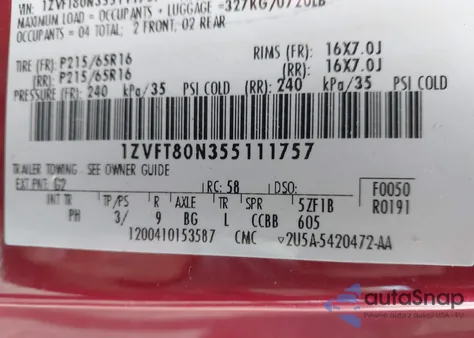 VIN: 1ZVFT80N355111757
MAXIMUM LOAD = OCCUPANTS + LUGGAGE =327KG/0720LB
OCCUPANTS = 04 TOTAL; 2 FRONT, 02 REAR
TIRE (FR): P215/65R16 RIMS (FR): 16X7.0J
(RR): P215/65R16 (RR): 16X7.0J
PRESSURE (FR): 240 kPa/35 PSI COLD (RR): 240 kPa/35 PSI COLD
1ZVFT80N355111757
TRAILER TOWING - SEE OWNER GUIDE
EXT PNT: G2 RC: 58 DSO: F0050
INT TR TP/PS R AXLE TR SPR 5ZF1B R0191
PH 3/ 9 BG L CCBB 605
1200410153587 CMC ▽2U5A-5420472-AA
autoSnap